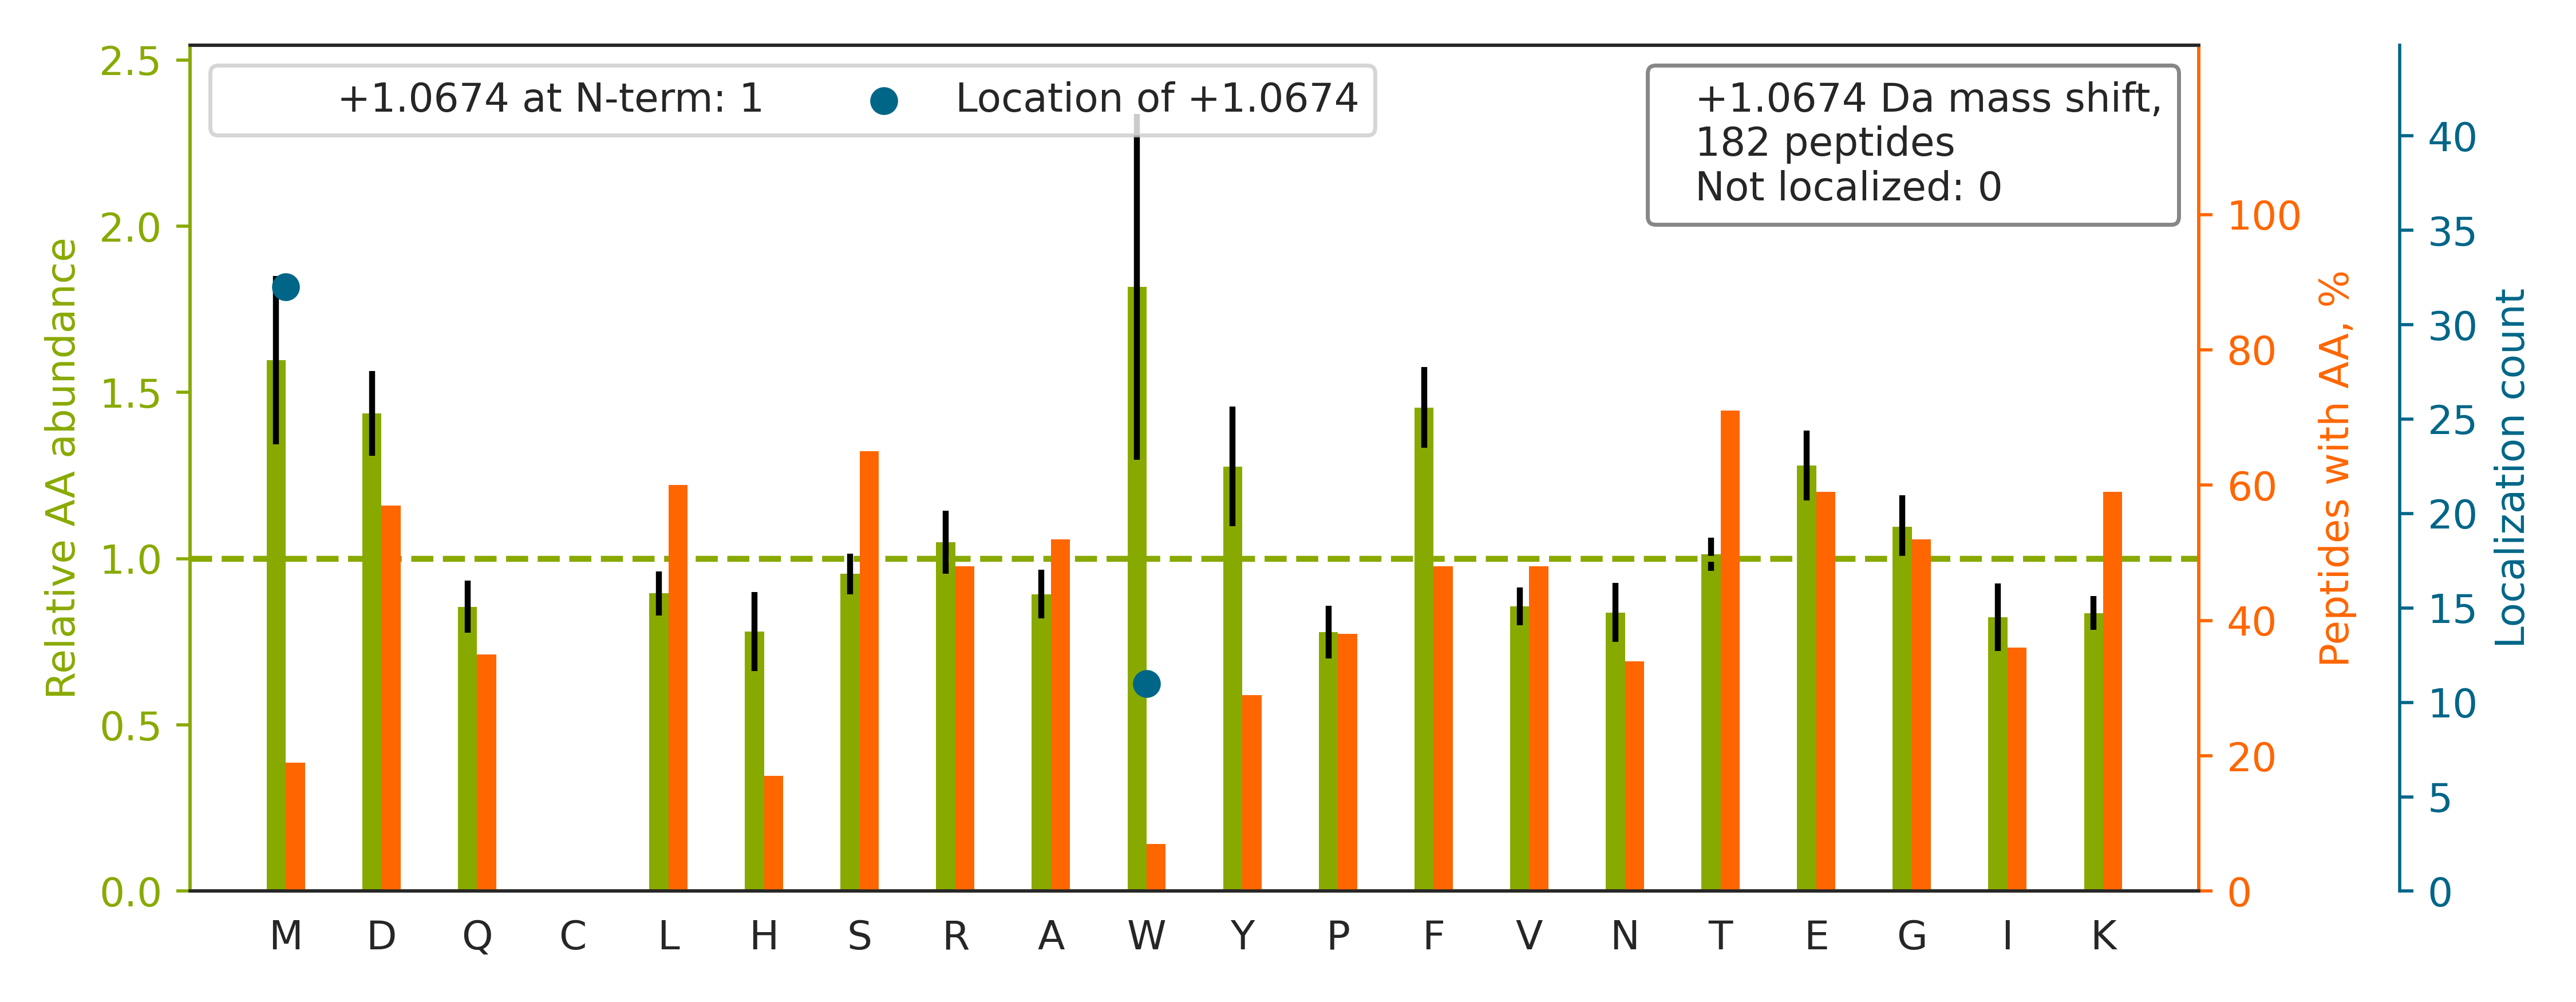 +1.0674 at N-term: 1
Location of +1.0674
+1.0674 Da mass shift,
182 peptides
Not localized: 0
Relative AA abundance
2.5
2.0
1.5
1.0
0.5
0.0
M D Q C L H S R A W Y P F V N T E G I K
100
80
60
40
20
0
Peptides with AA, %
40
35
30
25
20
15
10
5
0
Localization count